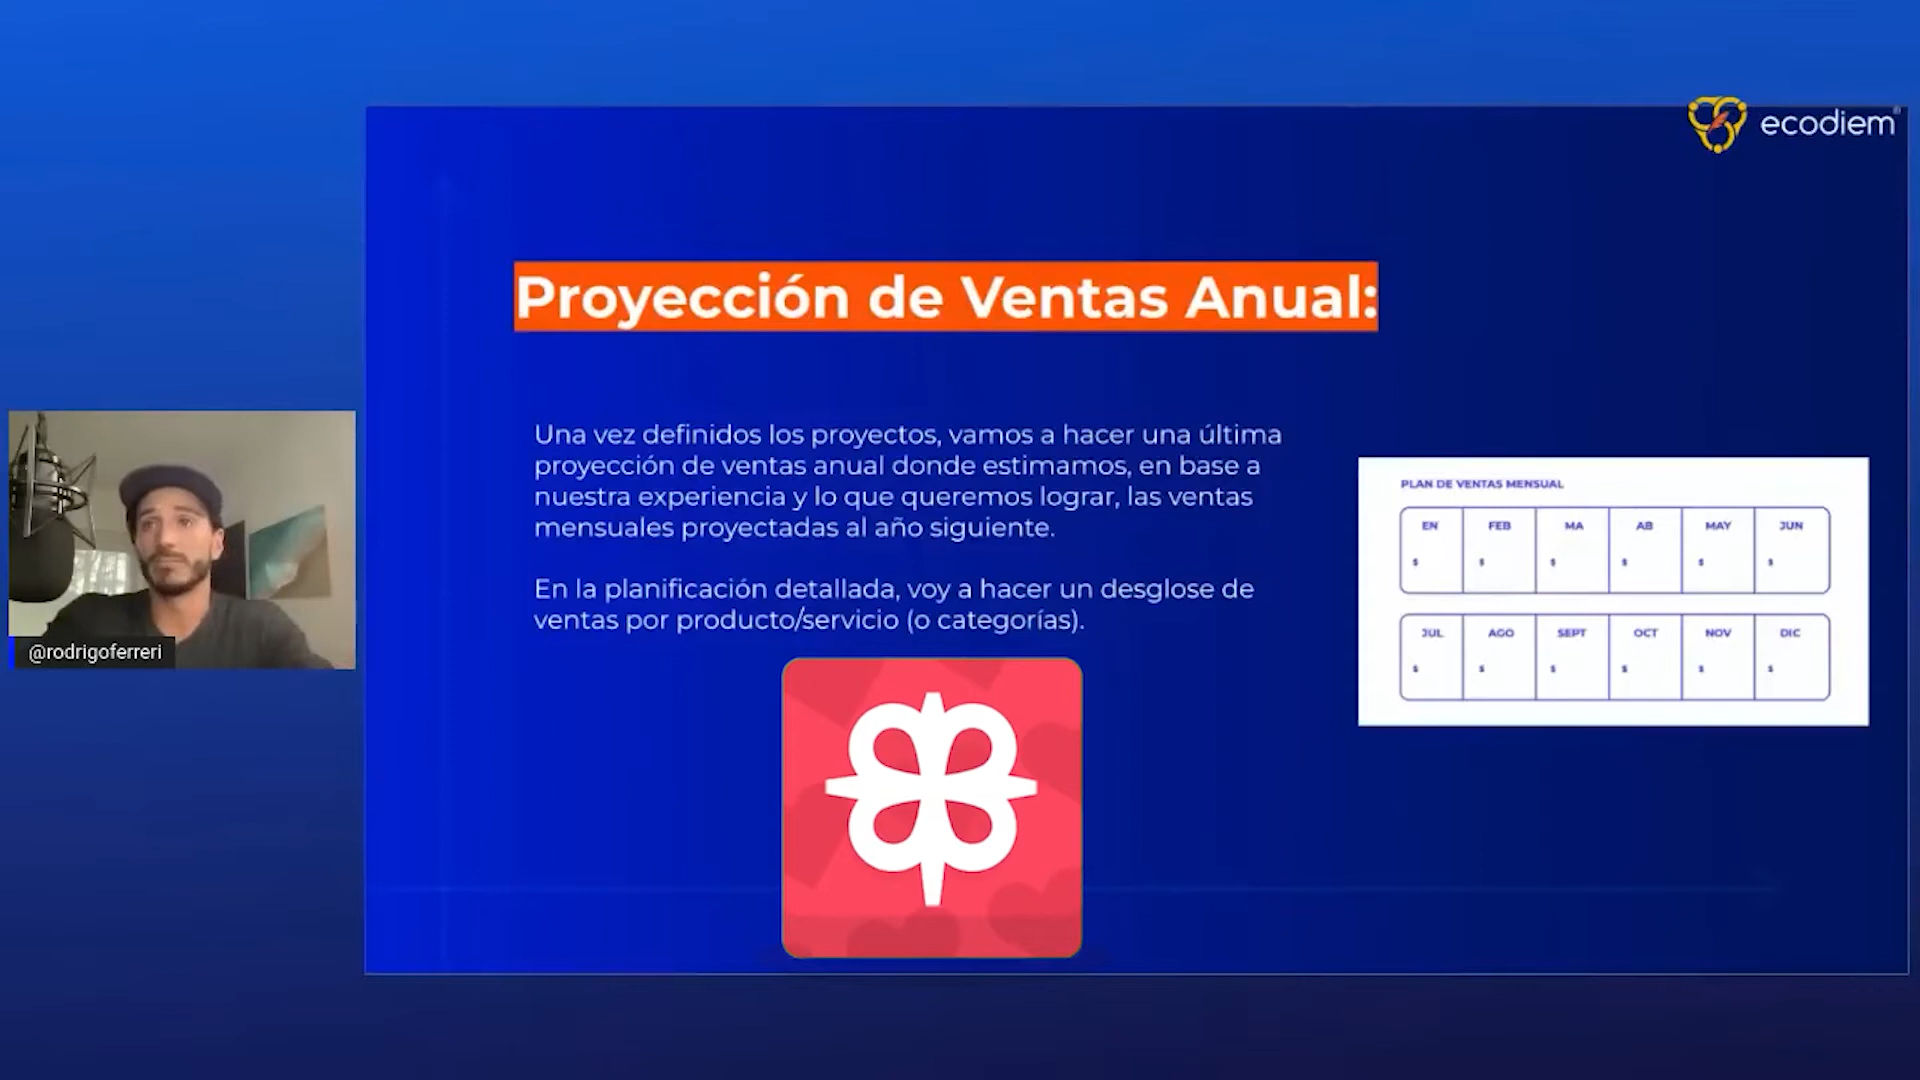 ecodiem
Proyección de Ventas Anual:
Una vez definidos los proyectos, vamos a hacer una última
proyección de ventas anual donde estimamos, en base a
nuestra experiencia y lo que queremos lograr, las ventas
mensuales proyectadas al año siguiente.
En la planificación detallada, voy a hacer un desglose de
ventas por producto/servicio (o categorías).
PLAN DE VENTAS MENSUAL
EN FEB MA AB MAY JUN
$ $ $ $ $ $
JUL AGO SEPT OCT NOV DIC
$ $ $ $ $ $
@rodrigoferreri